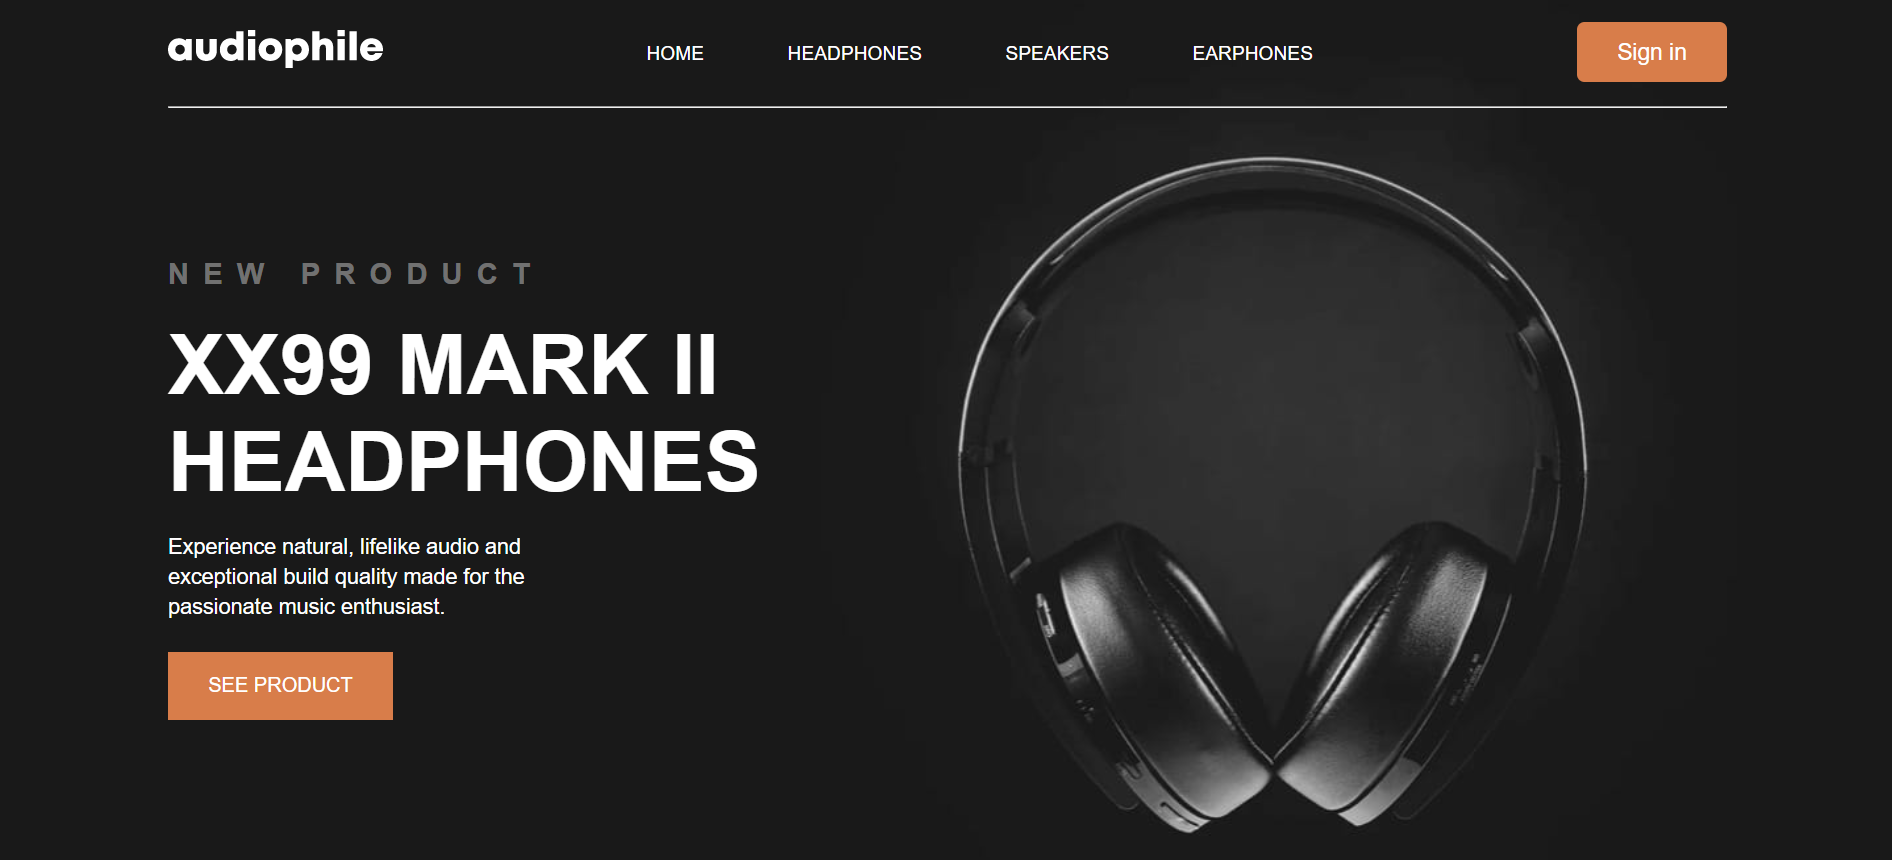 audiophile
HOME
HEADPHONES
SPEAKERS
EARPHONES
Sign in
NEW PRODUCT
XX99 MARK II
HEADPHONES
Experience natural, lifelike audio and
exceptional build quality made for the
passionate music enthusiast.
SEE PRODUCT